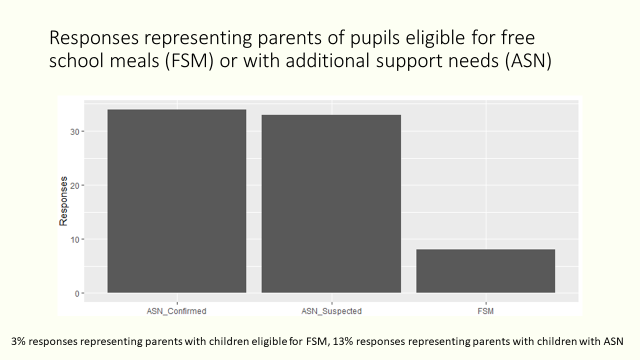 Responses representing parents of pupils eligible for free
school meals (FSM) or with additional support needs (ASN)
30
20
10
0
Responses
ASN_Confirmed ASN_Suspected FSM
3% responses representing parents with children eligible for FSM, 13% responses representing parents with children with ASN